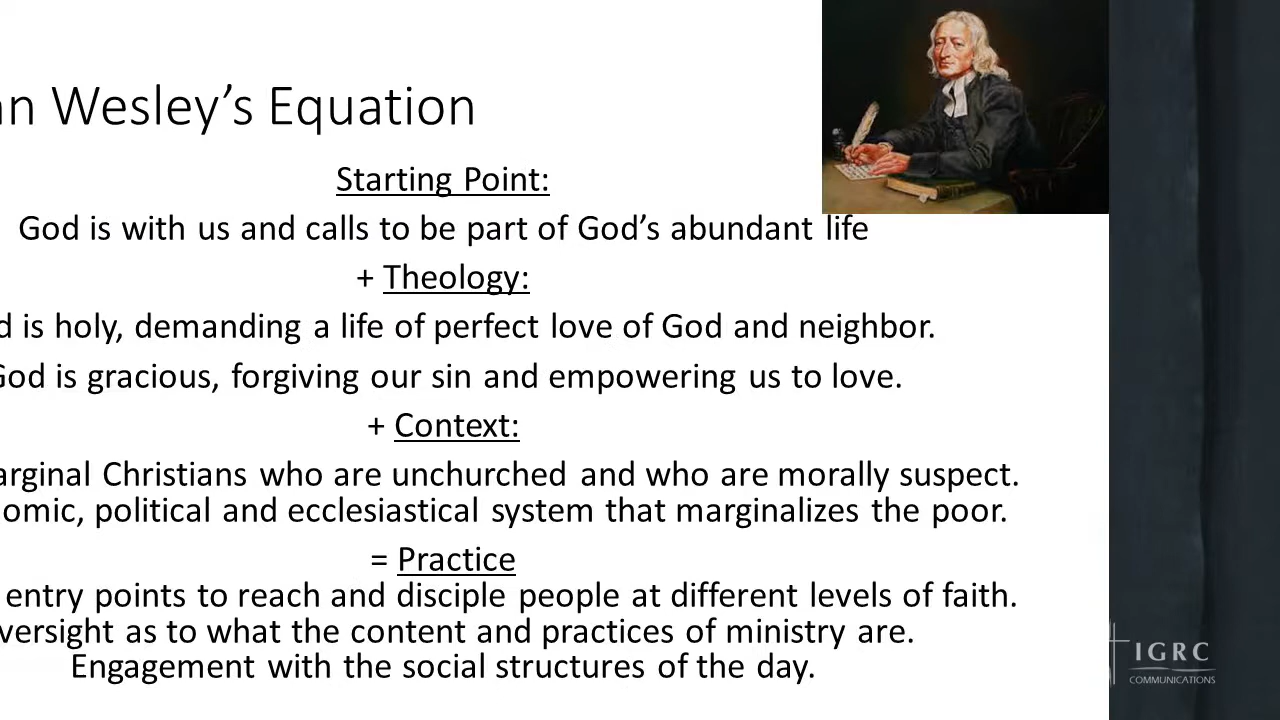 Wesley's Equation
Starting Point:
God is with us and calls to be part of God's abundant life
+ Theology:
is holy, demanding a life of perfect love of God and neighbor.
God is gracious, forgiving our sin and empowering us to love.
+ Context:
Christians who are unchurched and who are morally suspect.
political and ecclesiastical system that marginalizes the poor.
= Practice
entry points to reach and disciple people at different levels of faith.
as to what the content and practices of ministry are.
Engagement with the social structures of the day.
IGRC
COMMUNICATIONS